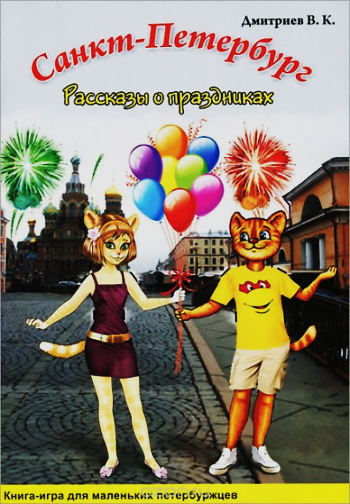 Дмитриев В. К.
Санкт-Петербург
Рассказы о праздниках
Книга-игра для маленьких петербуржцев